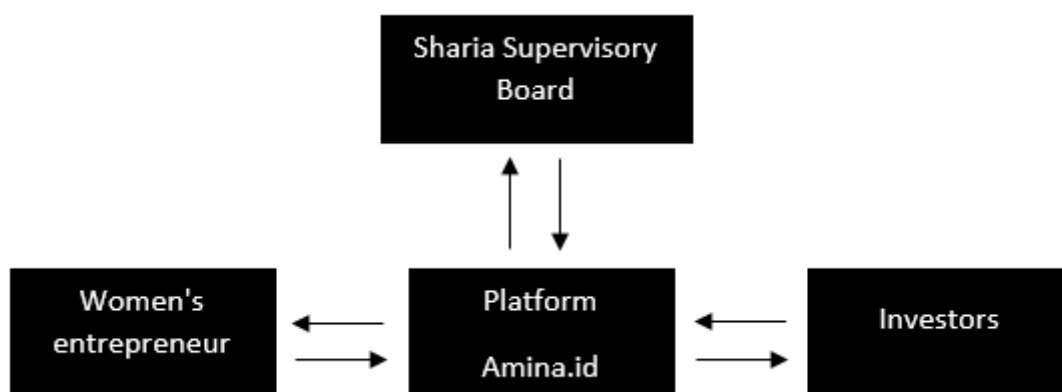 Sharia Supervisory
Board
Women's
entrepreneur
Platform
Amina.id
Investors